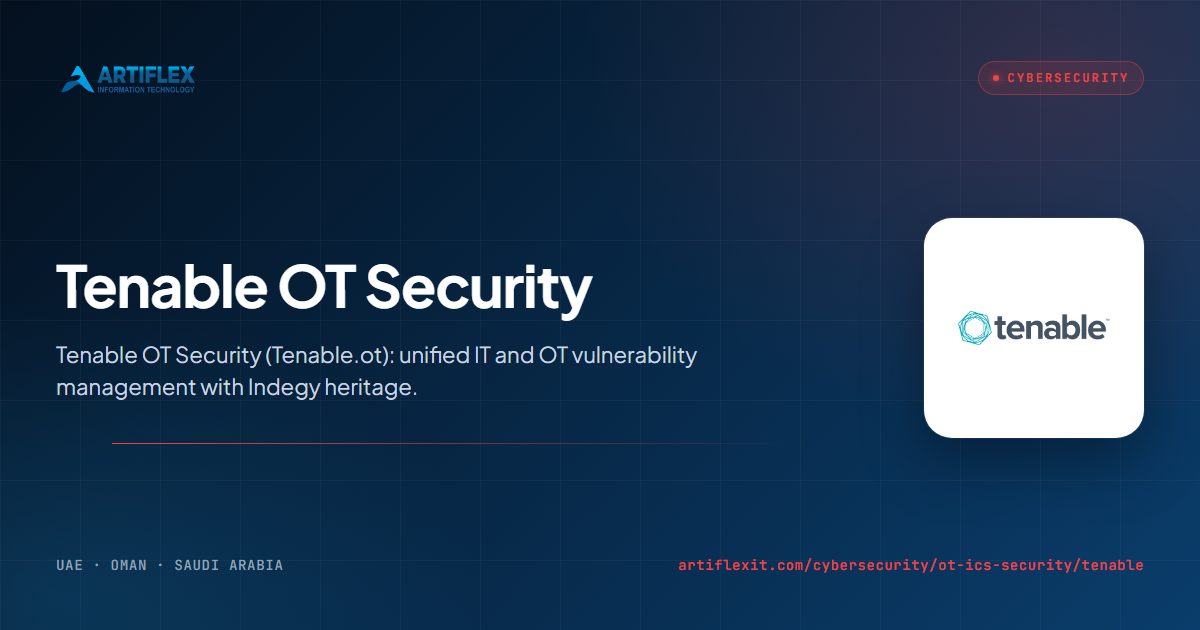 ARTIFLEX
INFORMATION TECHNOLOGY
CYBERSECURITY
Tenable OT Security
Tenable OT Security (Tenable.ot): unified IT and OT vulnerability
management with Indegy heritage.
tenable™
UAE · OMAN · SAUDI ARABIA
artiflexit.com/cybersecurity/ot-ics-security/tenable